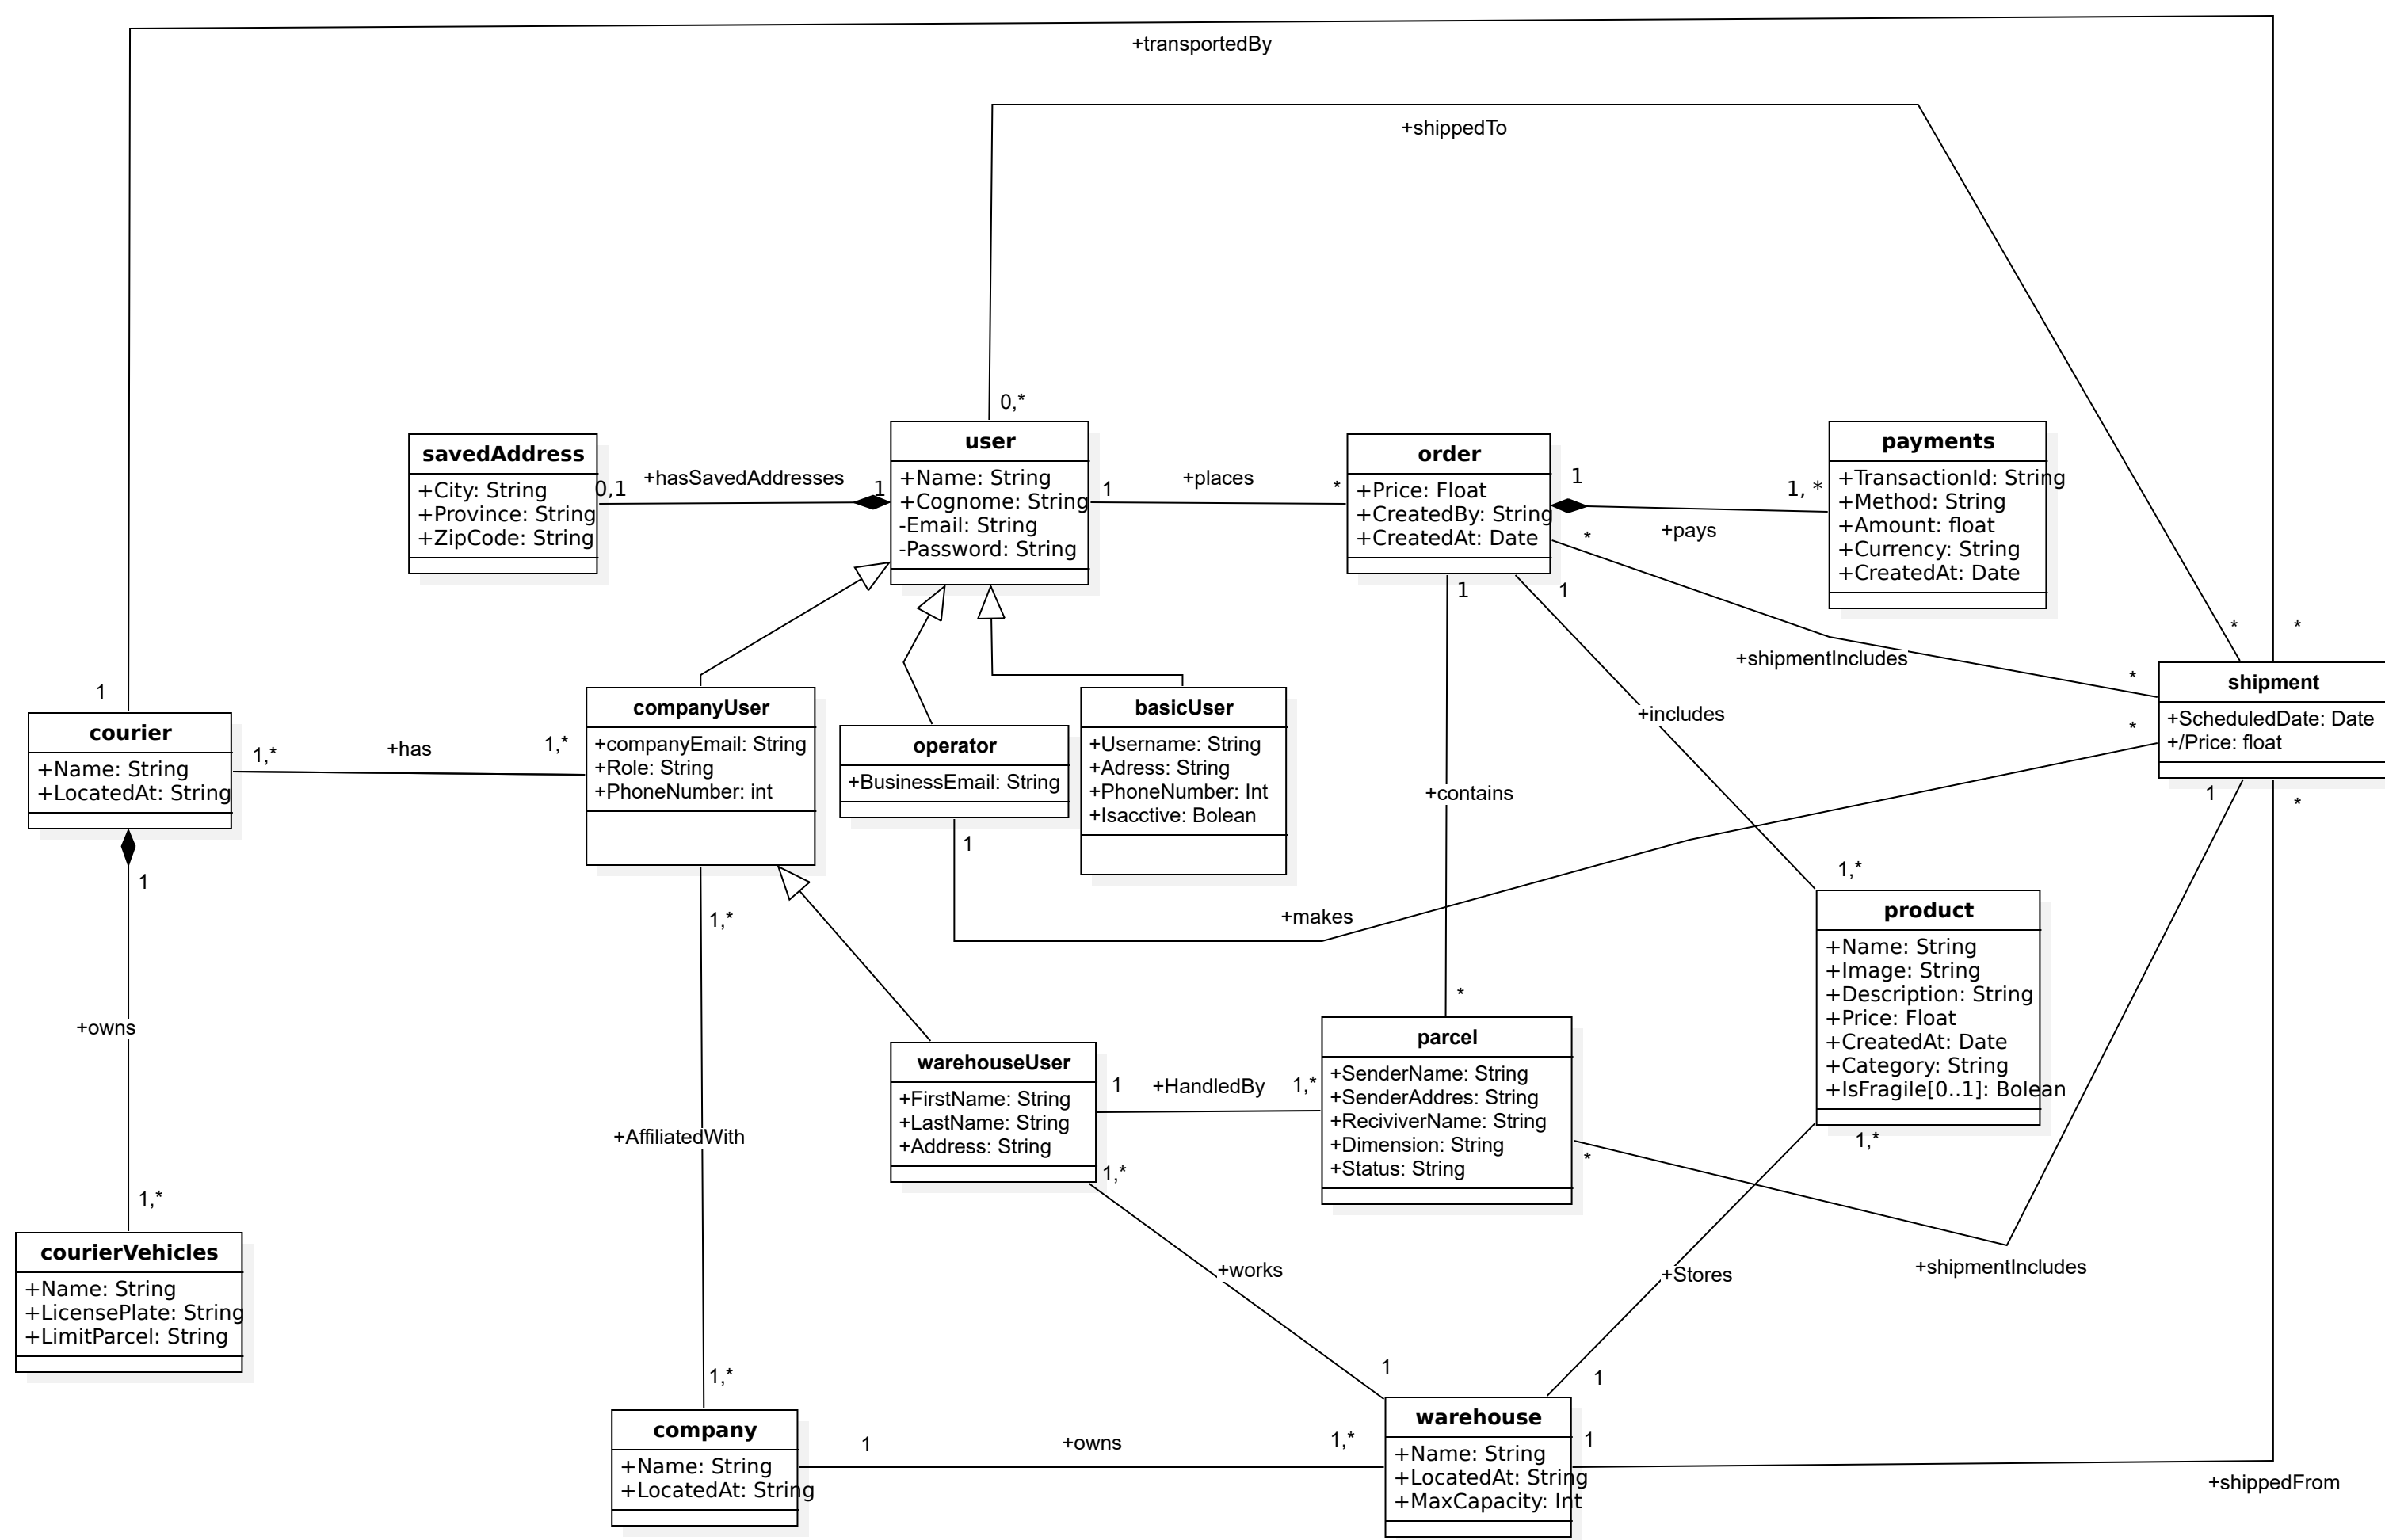 +transportedBy
+shippedTo
0,*
savedAddress
+City: String
+Province: String
+ZipCode: String
0,1
+hasSavedAddresses
1
user
+Name: String
+Cognome: String
-Email: String
-Password: String
1
+places
*
order
+Price: Float
+CreatedBy: String
+CreatedAt: Date
1
1, *
+pays
*
payments
+TransactionId: String
+Method: String
+Amount: float
+Currency: String
+CreatedAt: Date
1
1
*
*
+shipmentIncludes
*
*
shipment
+ScheduledDate: Date
+/Price: float
1
*
1
courier
+Name: String
+LocatedAt: String
1,*
+has
1,*
companyUser
+companyEmail: String
+Role: String
+PhoneNumber: int
operator
+BusinessEmail: String
1
basicUser
+Username: String
+Adress: String
+PhoneNumber: Int
+Isacctive: Bolean
+includes
+contains
1
1,*
+makes
1,*
product
+Name: String
+Image: String
+Description: String
+Price: Float
+CreatedAt: Date
+Category: String
+IsFragile[0..1]: Bolean
1,*
*
+owns
+AffiliatedWith
warehouseUser
+FirstName: String
+LastName: String
+Address: String
1
+HandledBy
1,*
1,*
parcel
+SenderName: String
+SenderAddres: String
+ReciviverName: String
+Dimension: String
+Status: String
*
+shipmentIncludes
1,*
courierVehicles
+Name: String
+LicensePlate: String
+LimitParcel: String
+works
+Stores
1,*
1
1
company
+Name: String
+LocatedAt: String
1
+owns
1,*
warehouse
+Name: String
+LocatedAt: String
+MaxCapacity: Int
1
+shippedFrom